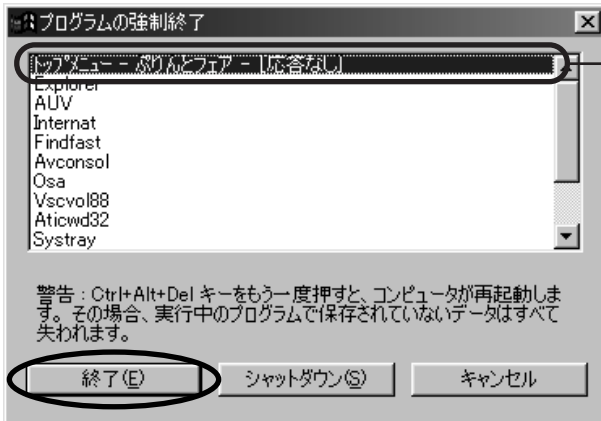 プログラムの強制終了
トップメニュー - ぷりんとフェア - [応答なし]
Explorer
AUV
Internat
Findfast
Avconsol
Osa
Vscvol88
Aticwd32
Systray
警告 : Ctrl+Alt+Del キーをもう一度押すと、コンピュータが再起動しま
す。その場合、実行中のプログラムで保存されていないデータはすべて
失われます。
終了(E) シャットダウン(S) キャンセル